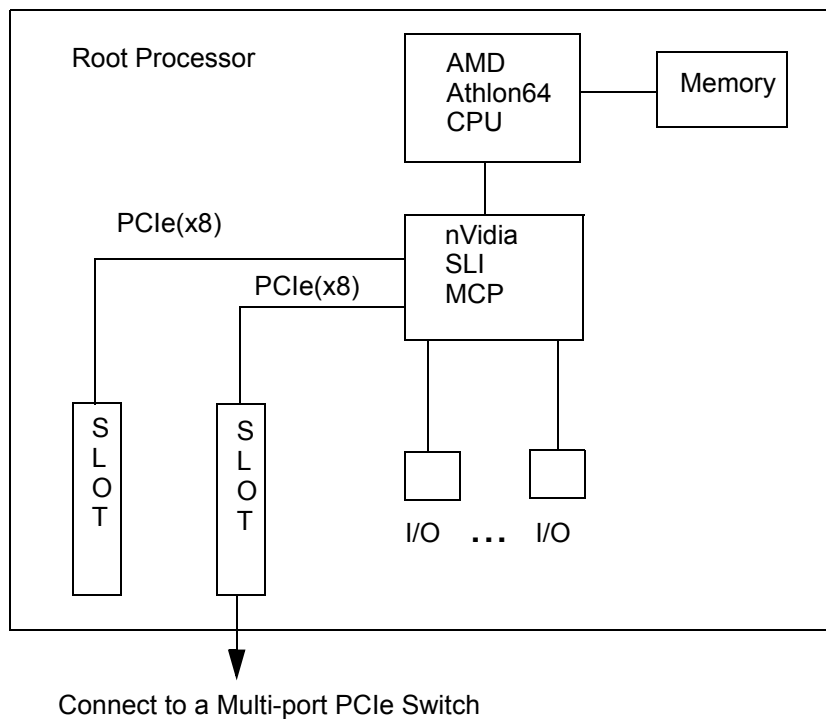 Root Processor
AMD
Athlon64
CPU
Memory
PCIe(x8)
nVidia
SLI
MCP
PCIe(x8)
S
L
O
T
S
L
O
T
I/O ... I/O
Connect to a Multi-port PCIe Switch